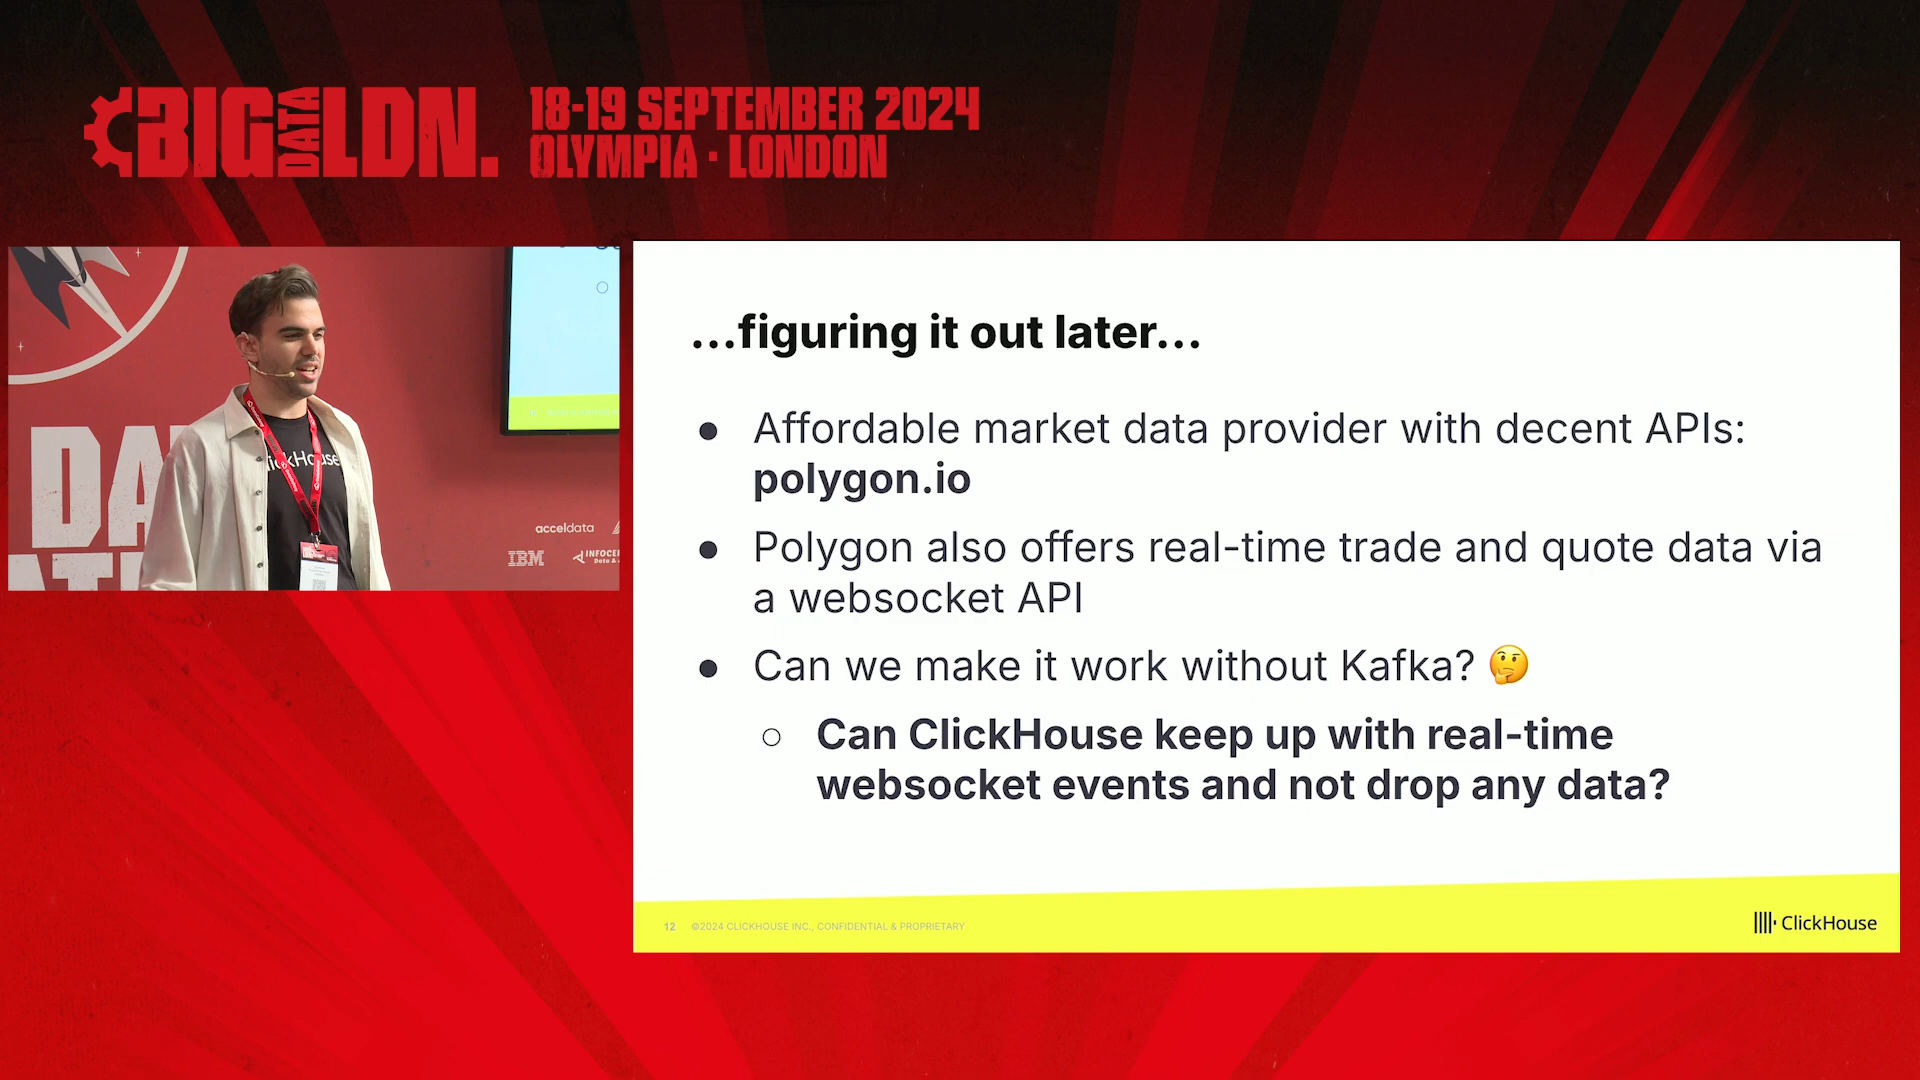 BIG DATA LDN.
18-19 SEPTEMBER 2024
OLYMPIA · LONDON
DA
acceldata
IBM
ickHouse
...figuring it out later...
● Affordable market data provider with decent APIs:
polygon.io
● Polygon also offers real-time trade and quote data via
a websocket API
● Can we make it work without Kafka? 🤔
○ Can ClickHouse keep up with real-time
websocket events and not drop any data?
12 ©2024 CLICKHOUSE INC., CONFIDENTIAL & PROPRIETARY
ClickHouse